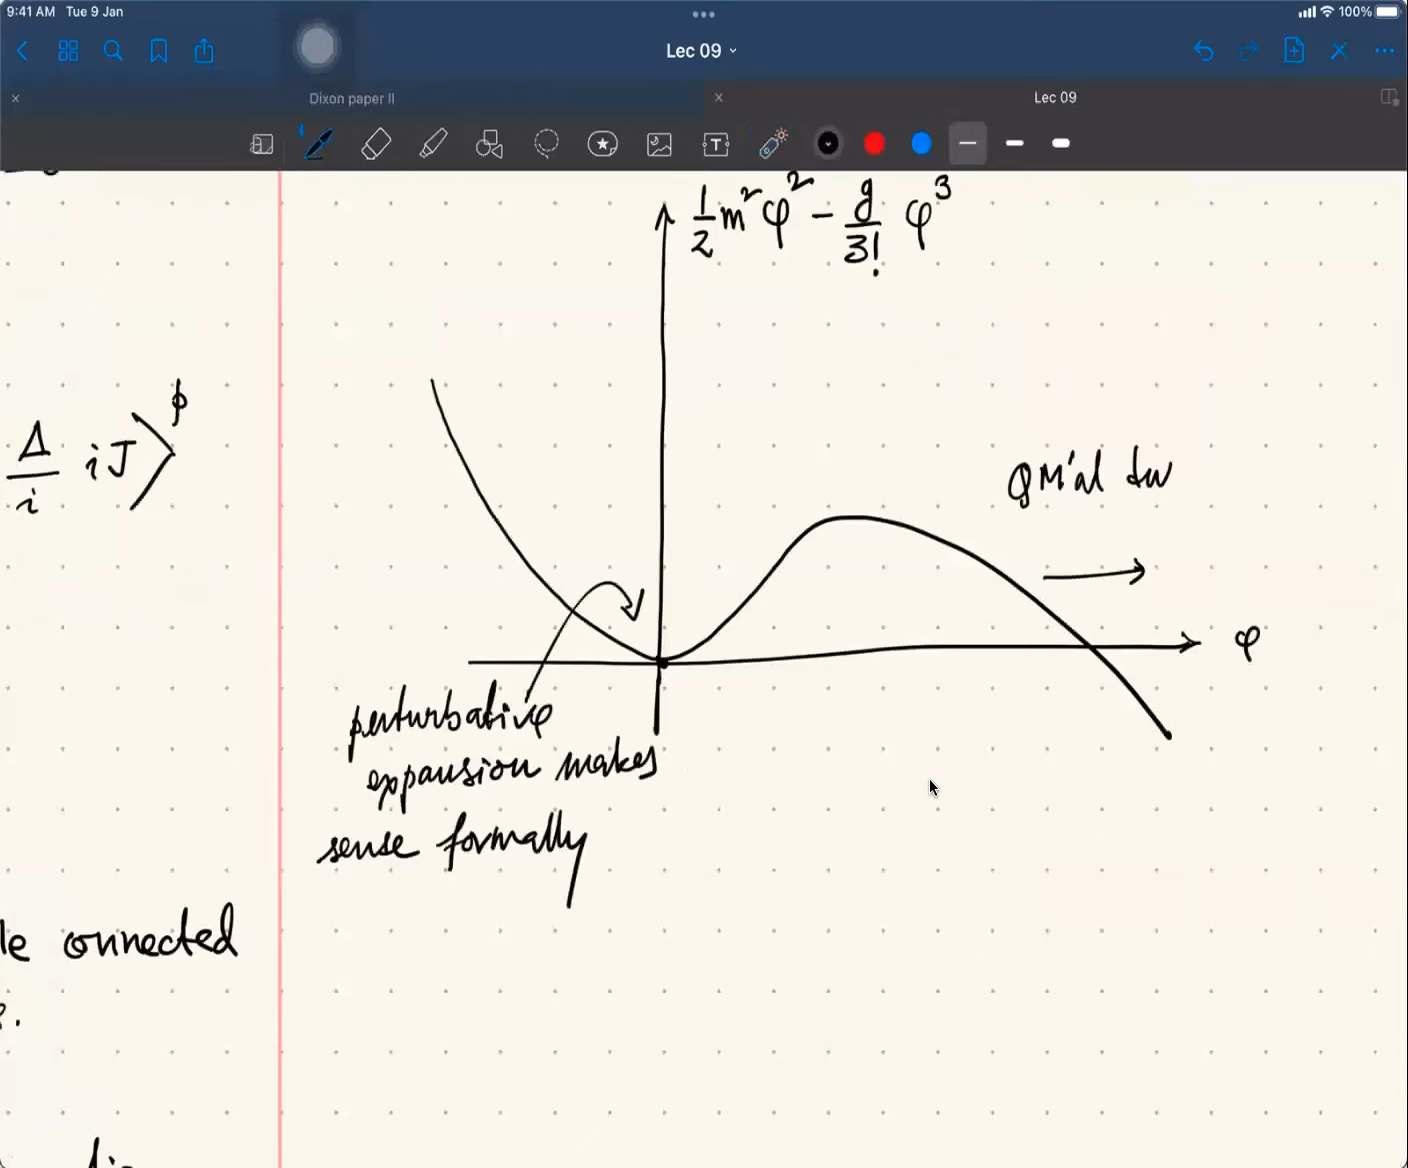 9:41 AM Tue 9 Jan
100%
Lec 09
Dixon paper II
Lec 09
T
1/2 m² φ² − g/3! φ³
Δ/i iJ⟩ ϕ
QM'al tu
φ
perturbative
expansion makes
sense formally
le connected